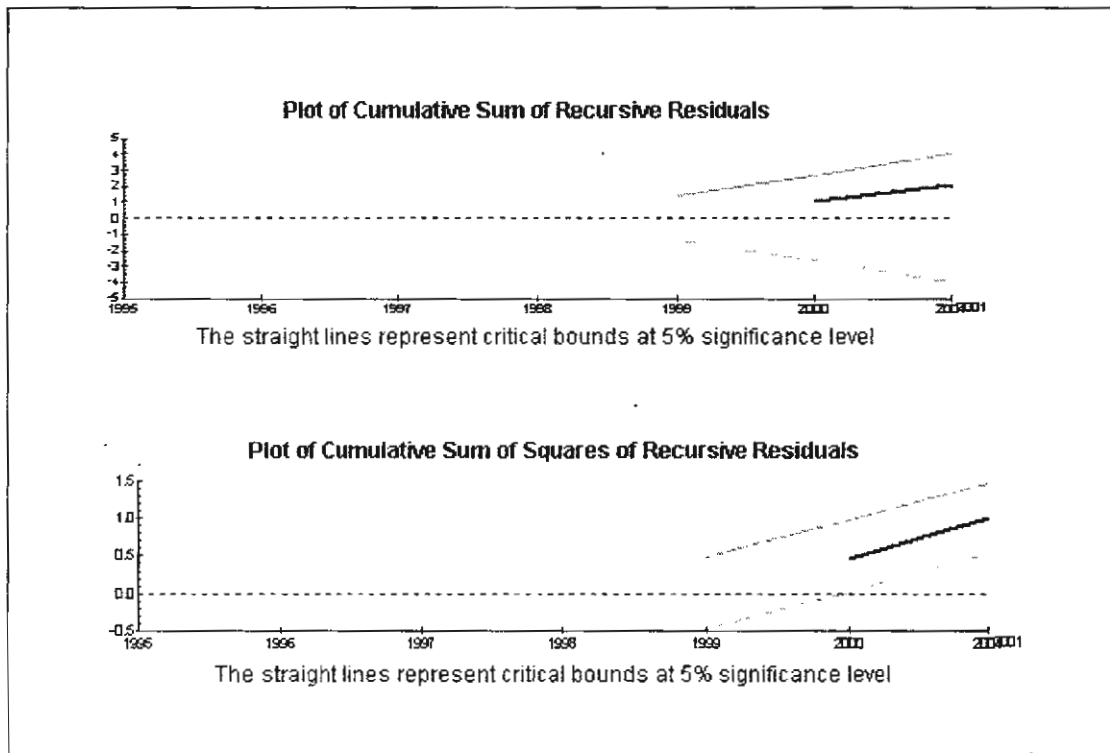 Plot of Cumulative Sum of Recursive Residuals
5
4
3
2
1
0
-1
-2
-3
-4
-5
1995 1996 1997 1998 1999 2000 2001
The straight lines represent critical bounds at 5% significance level
Plot of Cumulative Sum of Squares of Recursive Residuals
1.5
1.0
0.5
0.0
-0.5
1995 1996 1997 1998 1999 2000 2001
The straight lines represent critical bounds at 5% significance level